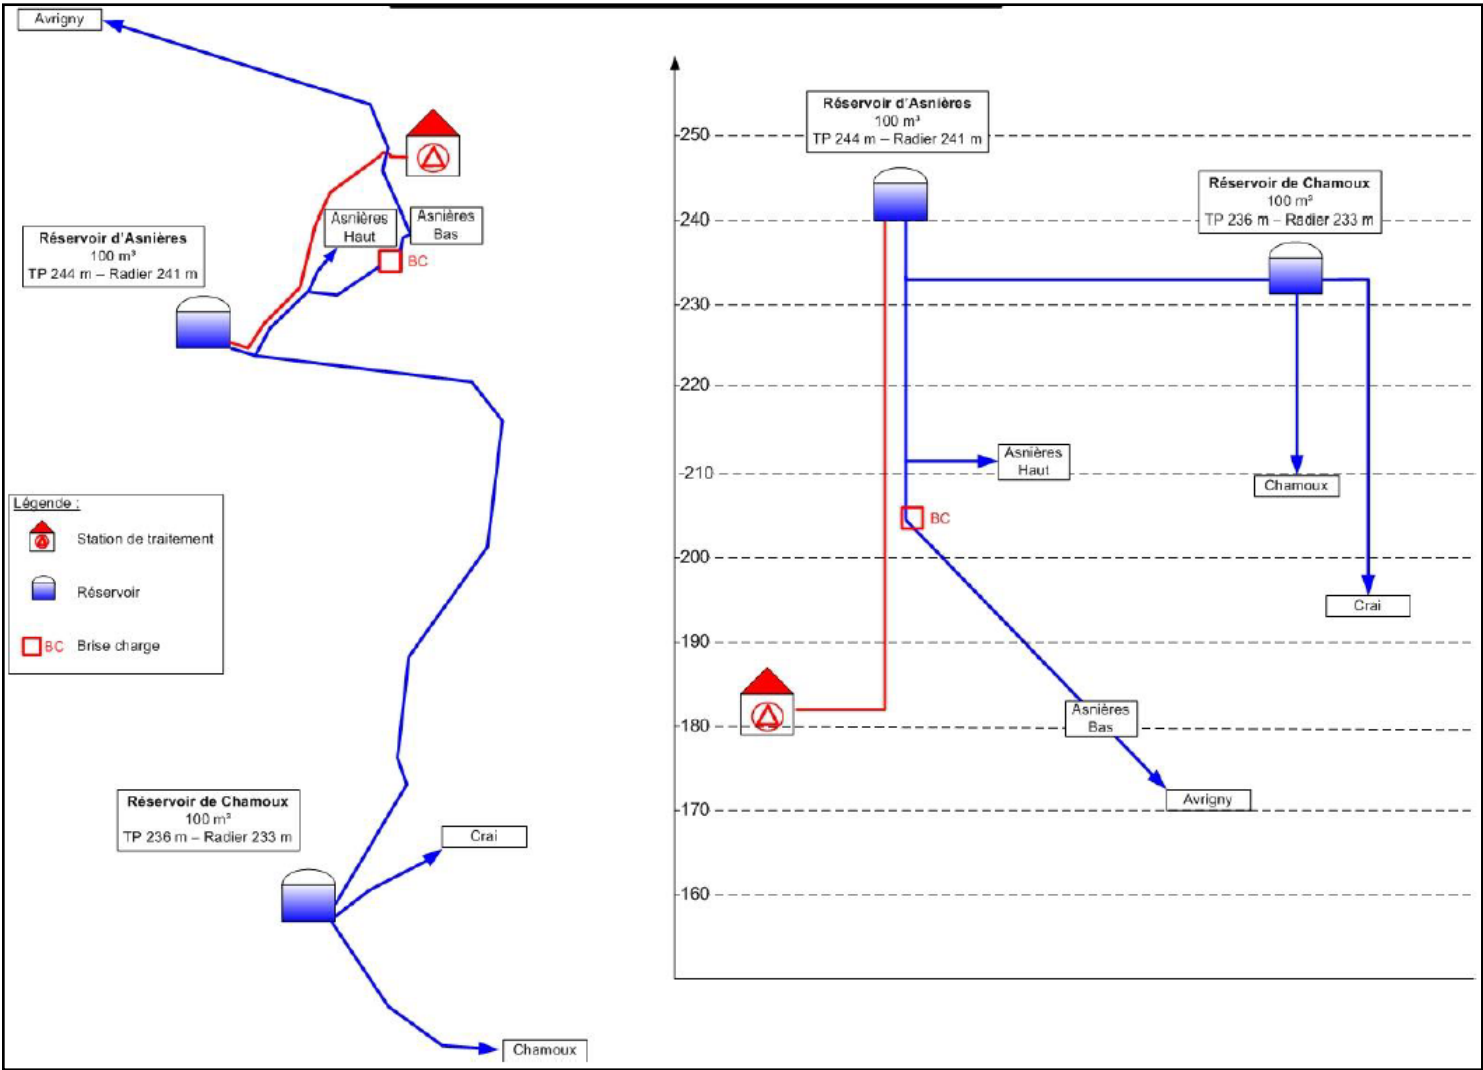 Avrigny
Asnières
Haut
Asnières
Bas
BC
Réservoir d'Asnières
100 m³
TP 244 m – Radier 241 m
Légende :
Station de traitement
Réservoir
BC Brise charge
Réservoir de Chamoux
100 m³
TP 236 m – Radier 233 m
Crai
Chamoux
Réservoir d'Asnières
100 m³
TP 244 m – Radier 241 m
Réservoir de Chamoux
100 m³
TP 236 m – Radier 233 m
250
240
230
220
210
200
190
180
170
160
Asnières
Haut
BC
Chamoux
Crai
Asnières
Bas
Avrigny